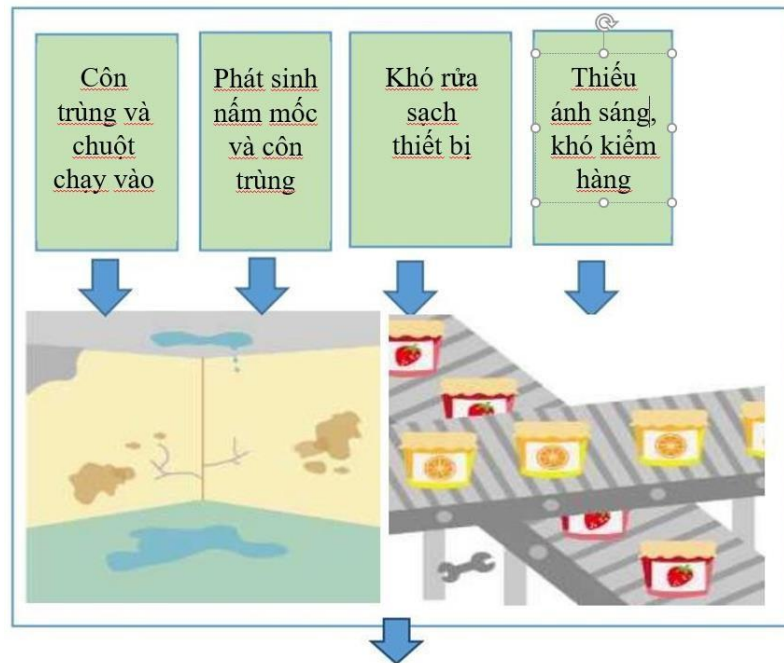 Côn
trùng và
chuột
chạy vào
Phát sinh
nấm mốc
và côn
trùng
Khó rửa
sạch
thiết bị
Thiếu
ánh sáng,
khó kiểm
hàng